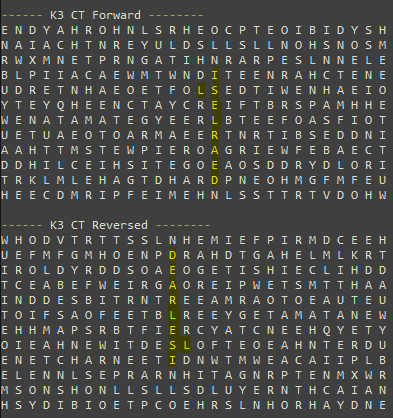 ------ K3 CT Forward --------
E N D Y A H R O H N L S R H E O C P T E O I B I D Y S H
N A I A C H T N R E Y U L D S L L S L L N O H S N O S M
R W X M N E T P R N G A T I H N R A R P E S L N N E L E
B L P I I A C A E W M T W N D I T E E N R A H C T E N E
U D R E T N H A E O E T F O L S E D T I W E N H A E I O
Y T E Y Q H E E N C T A Y C R E I F T B R S P A M H H E
W E N A T A M A T E G Y E E R L B T E E F O A S F I O T
U E T U A E O T O A R M A E E R T N R T I B S E D D N I
A A H T T M S T E W P I E R O A G R I E W F E B A E C T
D D H I L C E I H S I T E G O E A O S D D R Y D L O R I
T R K L M L E H A G T D H A R D P N E O H M G F M F E U
H E E C D M R I P F E I M E H N L S S T T R T V D O H W
------ K3 CT Reversed --------
W H O D V T R T T S S L N H E M I E F P I R M D C E E H
U E F M F G M H O E N P D R A H D T G A H E L M L K R T
I R O L D Y R D D S O A E O G E T I S H I E C L I H D D
T C E A B E F W E I R G A O R E I P W E T S M T T H A A
I N D D E S B I T R N T R E E A M R A O T O E A U T E U
T O I F S A O F E E T B L R E E Y G E T A M A T A N E W
E H H M A P S R B T F I E R C Y A T C N E E H Q Y E T Y
O I E A H N E W I T D E S L O F T E O E A H N T E R D U
E N E T C H A R N E E T I D N W T M W E A C A I I P L B
E L E N N L S E P R A R N H I T A G N R P T E N M X W R
M S O N S H O N L L S L L S D L U Y E R N T H C A I A N
H S Y D I B I O E T P C O E H R S L N H O R H A Y D N E